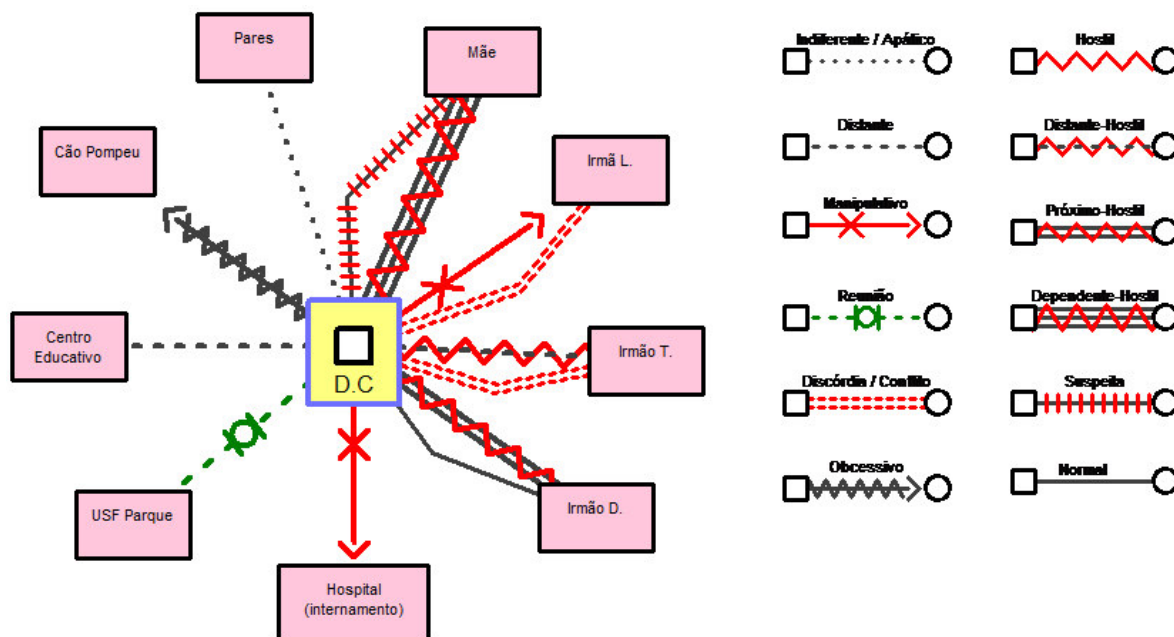 Pares
Mãe
Cão Pompeu
Irmã L.
Centro
Educativo
Irmão T.
D.C
USF Parque
Irmão D.
Hospital
(internamento)
Indiferente / Apático
Hostil
Distante
Distante-Hostil
Manipulativo
Próximo-Hostil
Reunião
Dependente-Hostil
Discórdia / Conflito
Suspeita
Obcessivo
Normal